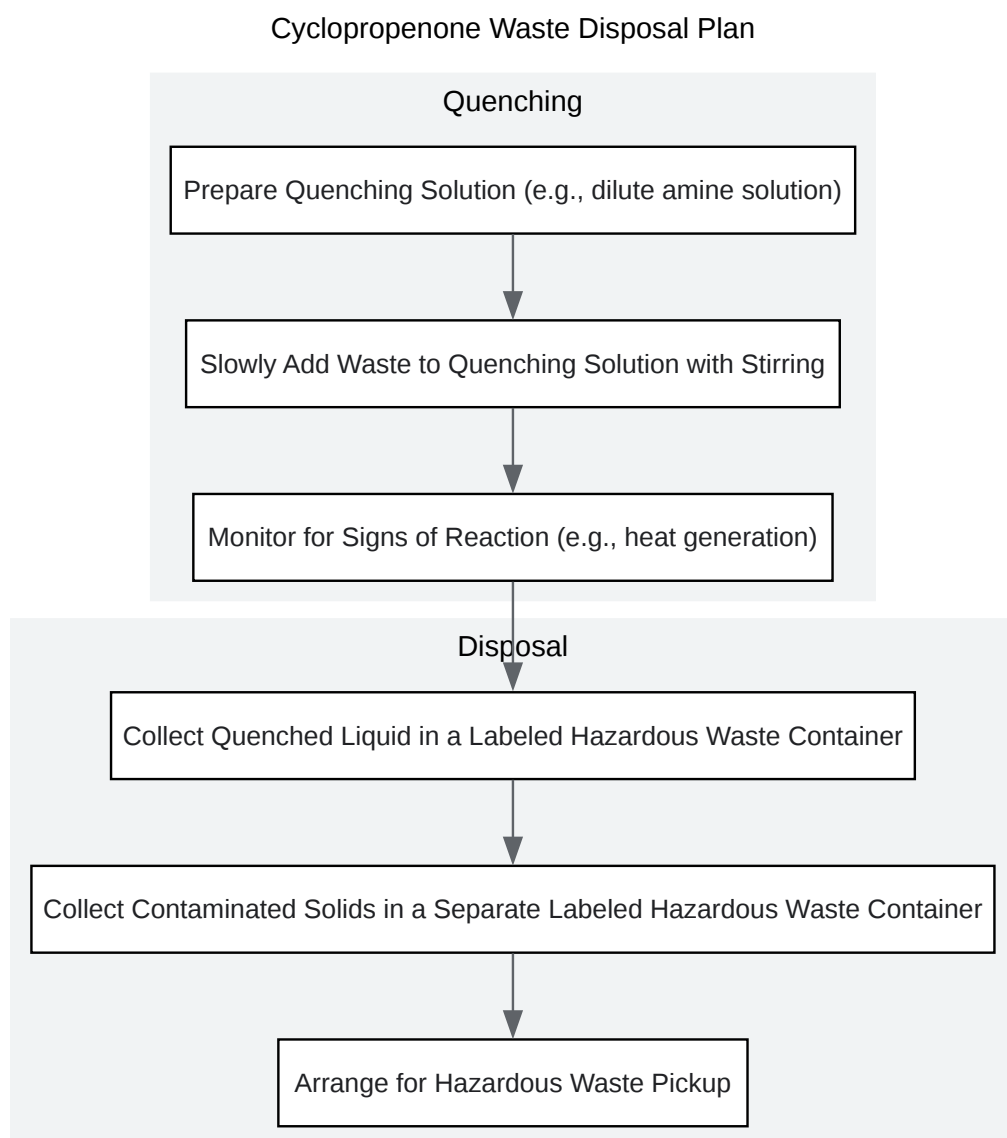 Cyclopropenone Waste Disposal Plan
Quenching
Prepare Quenching Solution (e.g., dilute amine solution)
Slowly Add Waste to Quenching Solution with Stirring
Monitor for Signs of Reaction (e.g., heat generation)
Disposal
Collect Quenched Liquid in a Labeled Hazardous Waste Container
Collect Contaminated Solids in a Separate Labeled Hazardous Waste Container
Arrange for Hazardous Waste Pickup